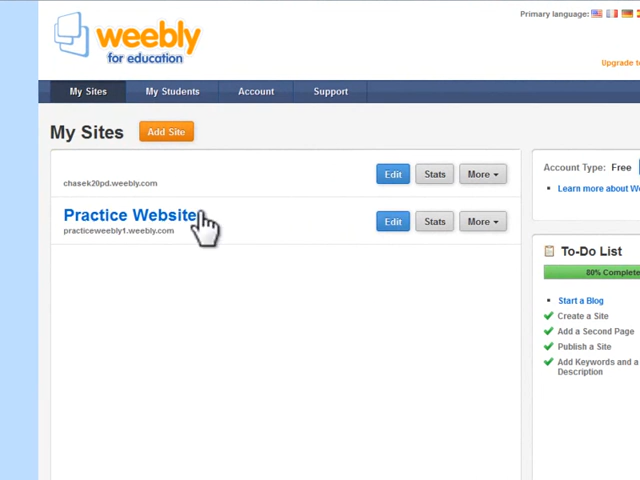 Primary language:
weebly
for education
Upgrade to
My Sites My Students Account Support
My Sites Add Site
chasek20pd.weebly.com Edit Stats More
Practice Website
practiceweebly1.weebly.com Edit Stats More
Account Type: Free
Learn more about We
To-Do List
80% Complete
Start a Blog
Create a Site
Add a Second Page
Publish a Site
Add Keywords and a
Description